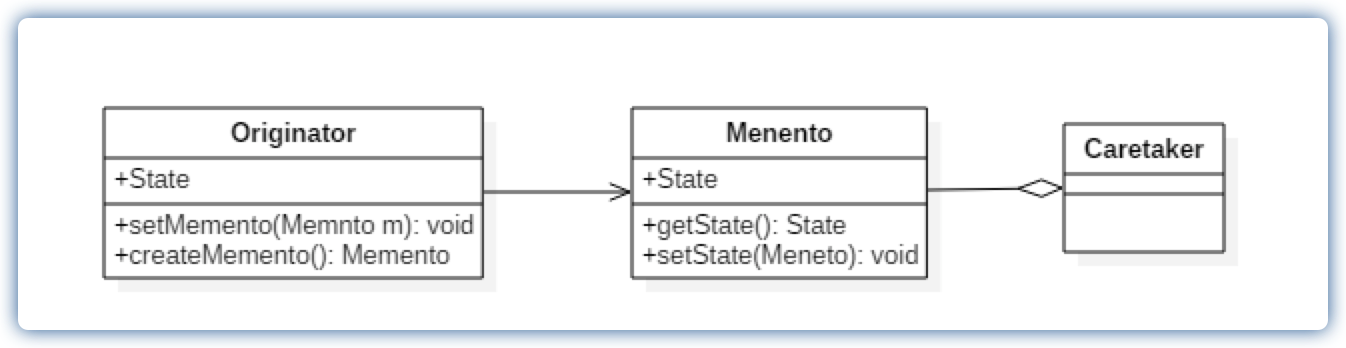 Originator
+State
+setMemento(Memnto m): void
+createMemento(): Memento
Menento
+State
+getState(): State
+setState(Meneto): void
Caretaker